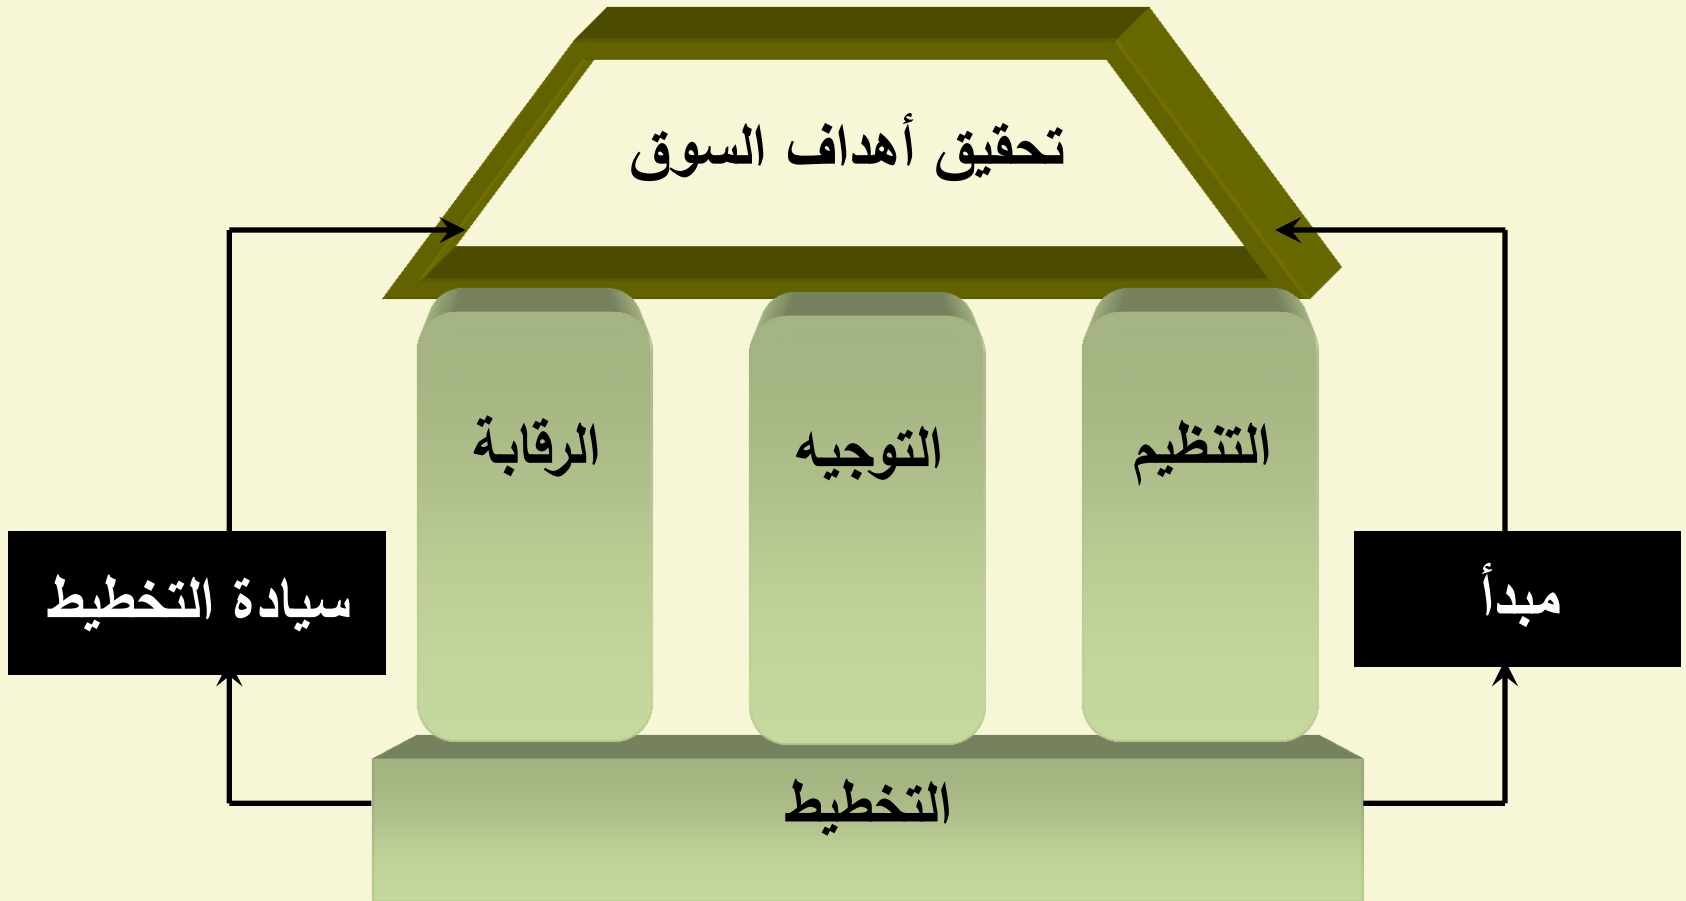 تحقيق أهداف السوق
التنظيم
التوجيه
الرقابة
مبدأ
سيادة التخطيط
التخطيط